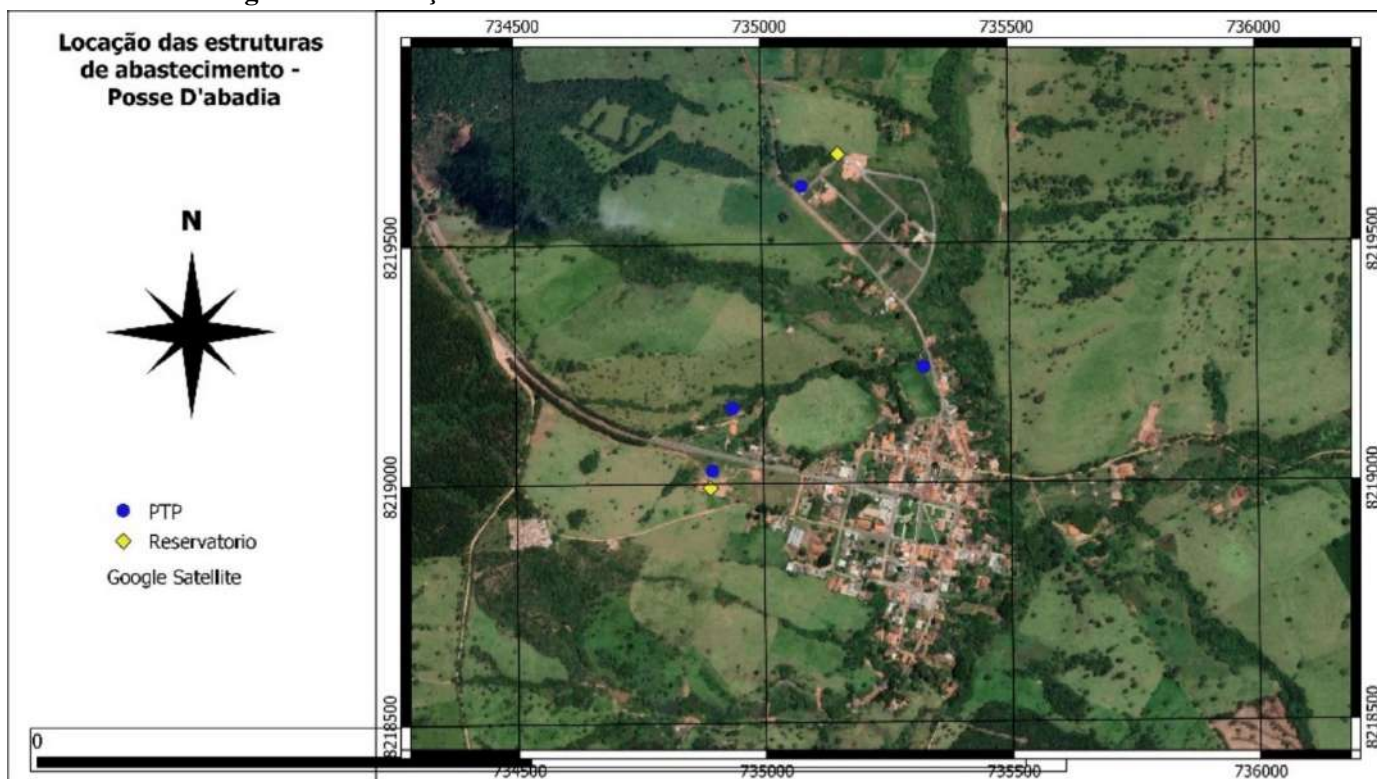 Locação das estruturas
de abastecimento -
Posse D'abadia
N
PTP
Reservatorio
Google Satellite
0
734500 735000 735500 736000
8219500 8219500
8219000 8219000
8218500 8218500
734500 735000 735500 736000